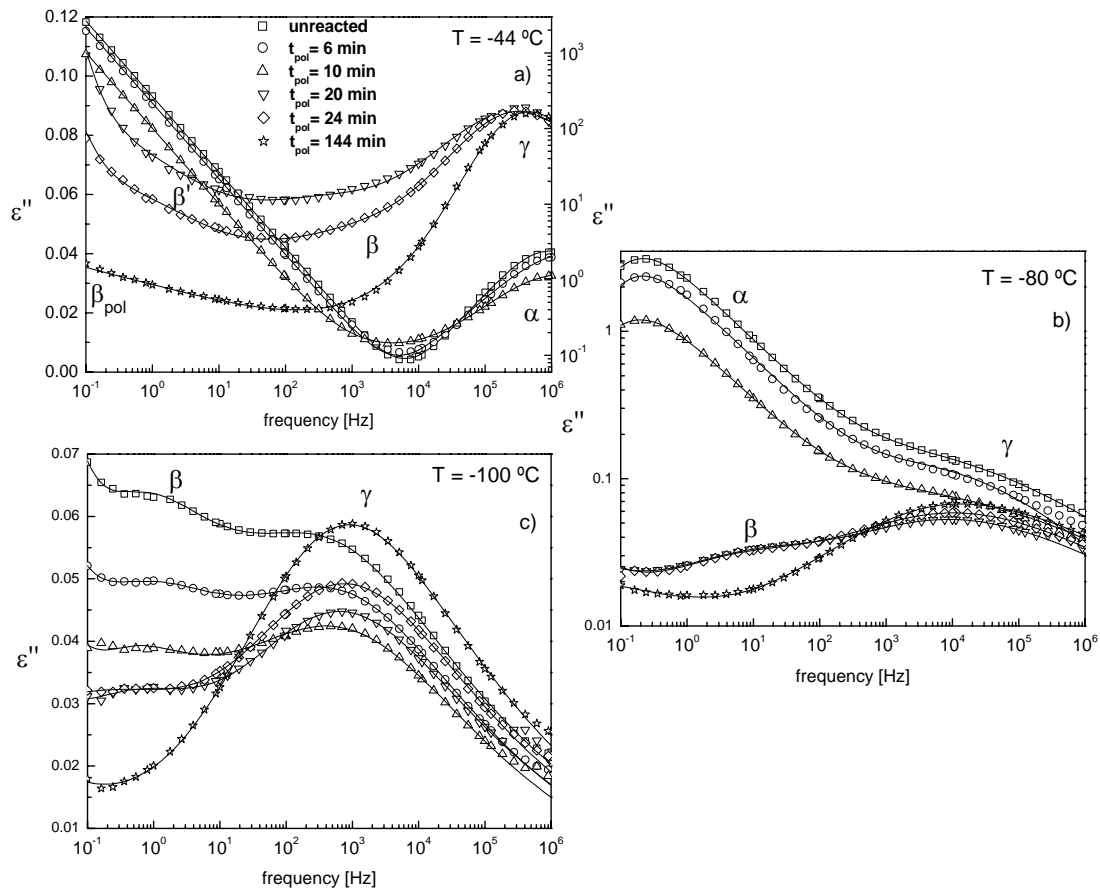 unreacted
t_pol= 6 min
t_pol= 10 min
t_pol= 20 min
t_pol= 24 min
t_pol= 144 min
T = -44 ºC
a)
0.12
0.10
0.08
0.06
0.04
0.02
0.00
ε''
10^3
10^2
10^1
10^0
10^-1
ε''
β'
β
γ
α
β_pol
10^-1 10^0 10^1 10^2 10^3 10^4 10^5 10^6
frequency [Hz]
T = -80 ºC
b)
1
0.1
0.01
ε''
α
γ
β
10^-1 10^0 10^1 10^2 10^3 10^4 10^5 10^6
frequency [Hz]
T = -100 ºC
c)
0.07
0.06
0.05
0.04
0.03
0.02
0.01
ε''
β
γ
10^-1 10^0 10^1 10^2 10^3 10^4 10^5 10^6
frequency [Hz]